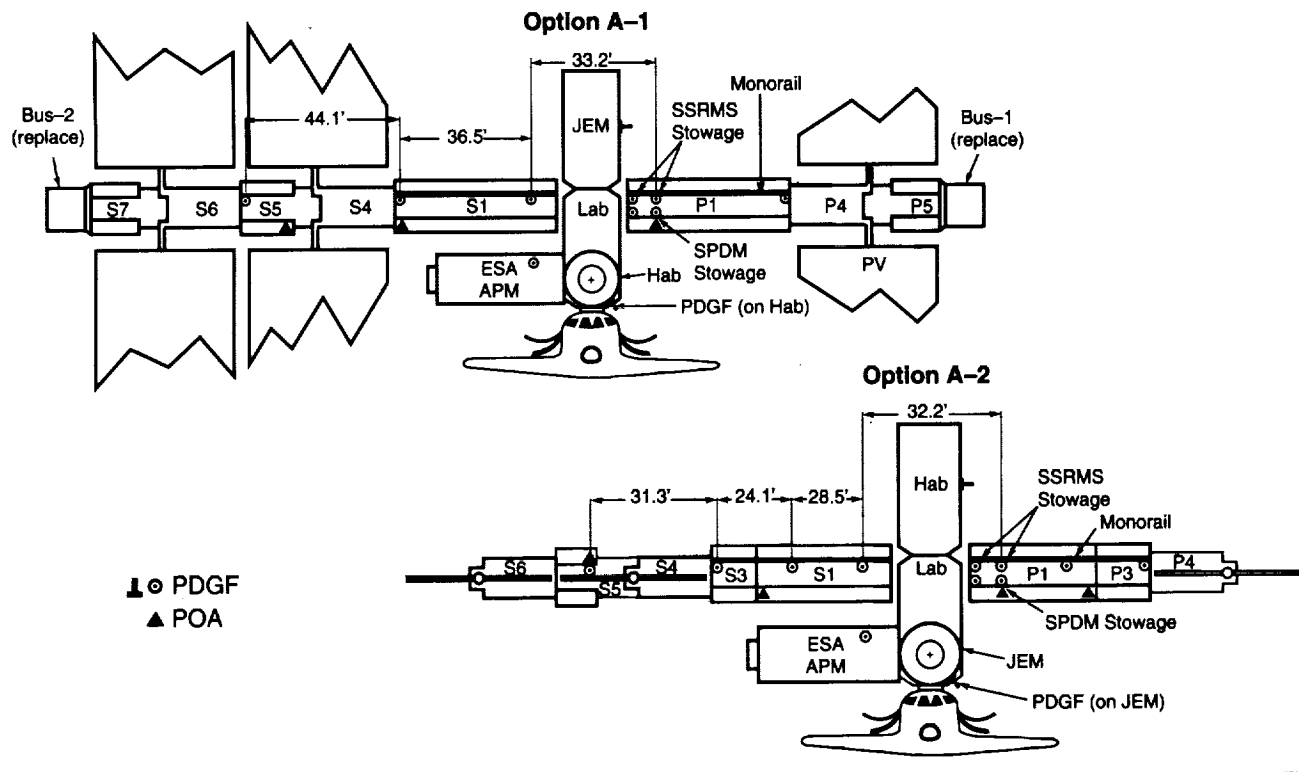 Option A–1
33.2'
Monorail
Bus–2
(replace)
44.1'
36.5'
JEM
SSRMS
Stowage
Bus–1
(replace)
S7
S6
S5
S4
S1
Lab
P1
P4
P5
SPDM
Stowage
ESA
APM
Hab
PV
PDGF (on Hab)
Option A–2
32.2'
31.3'
24.1'
28.5'
Hab
SSRMS
Stowage
Monorail
S6
S5
S4
S3
S1
Lab
P1
P3
P4
PDGF
POA
SPDM Stowage
ESA
APM
JEM
PDGF (on JEM)